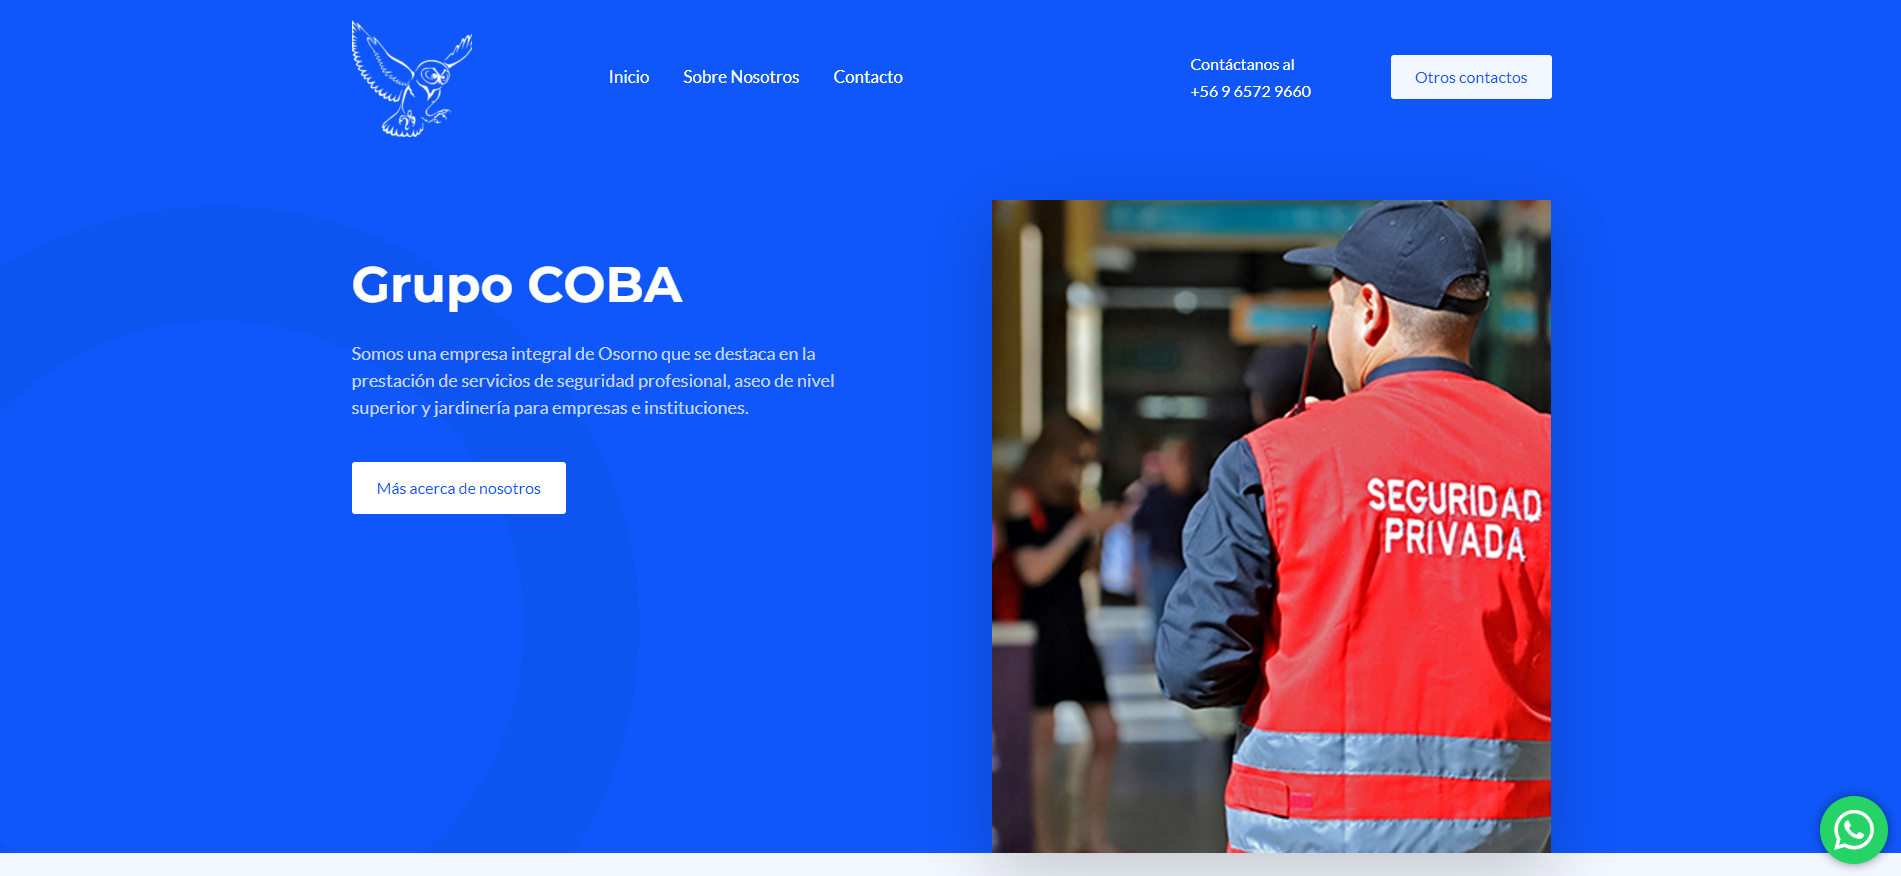 Inicio
Sobre Nosotros
Contacto
Contáctanos al
+56 9 6572 9660
Otros contactos
Grupo COBA
Somos una empresa integral de Osorno que se destaca en la
prestación de servicios de seguridad profesional, aseo de nivel
superior y jardinería para empresas e instituciones.
Más acerca de nosotros
SEGURIDAD
PRIVADA